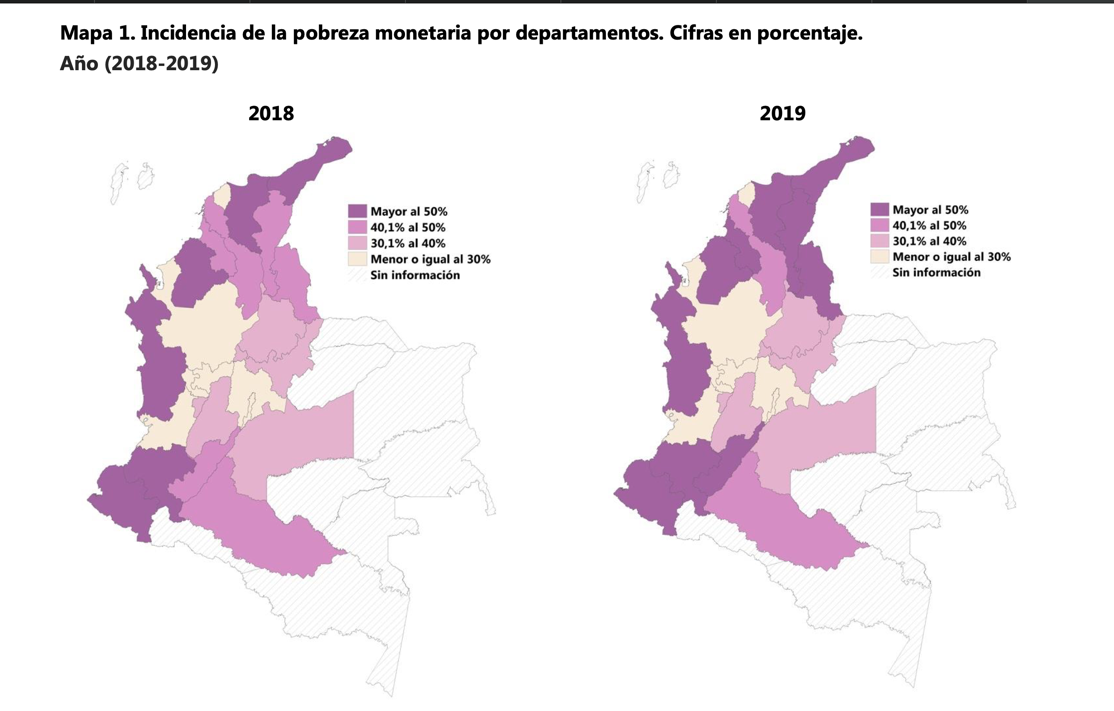 Mapa 1. Incidencia de la pobreza monetaria por departamentos. Cifras en porcentaje.
Año (2018-2019)
2018
Mayor al 50%
40,1% al 50%
30,1% al 40%
Menor o igual al 30%
Sin información
2019
Mayor al 50%
40,1% al 50%
30,1% al 40%
Menor o igual al 30%
Sin información